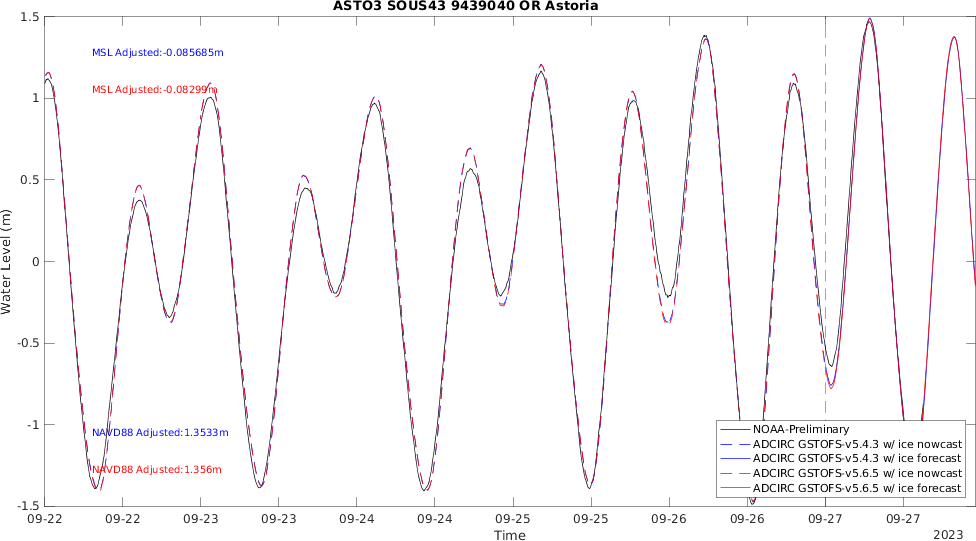 ASTO3 SOUS43 9439040 OR Astoria
1.5
MSL Adjusted:-0.085685m
MSL Adjusted:-0.08299m
1
0.5
Water Level (m)
0
-0.5
-1
NAVD88 Adjusted:1.3533m
NAVD88 Adjusted:1.356m
-1.5
NOAA-Preliminary
ADCIRC GSTOFS-v5.4.3 w/ ice nowcast
ADCIRC GSTOFS-v5.4.3 w/ ice forecast
ADCIRC GSTOFS-v5.6.5 w/ ice nowcast
ADCIRC GSTOFS-v5.6.5 w/ ice forecast
09-22 09-22 09-23 09-23 09-24 09-24 09-25 09-25 09-26 09-26 09-27 09-27
Time
2023